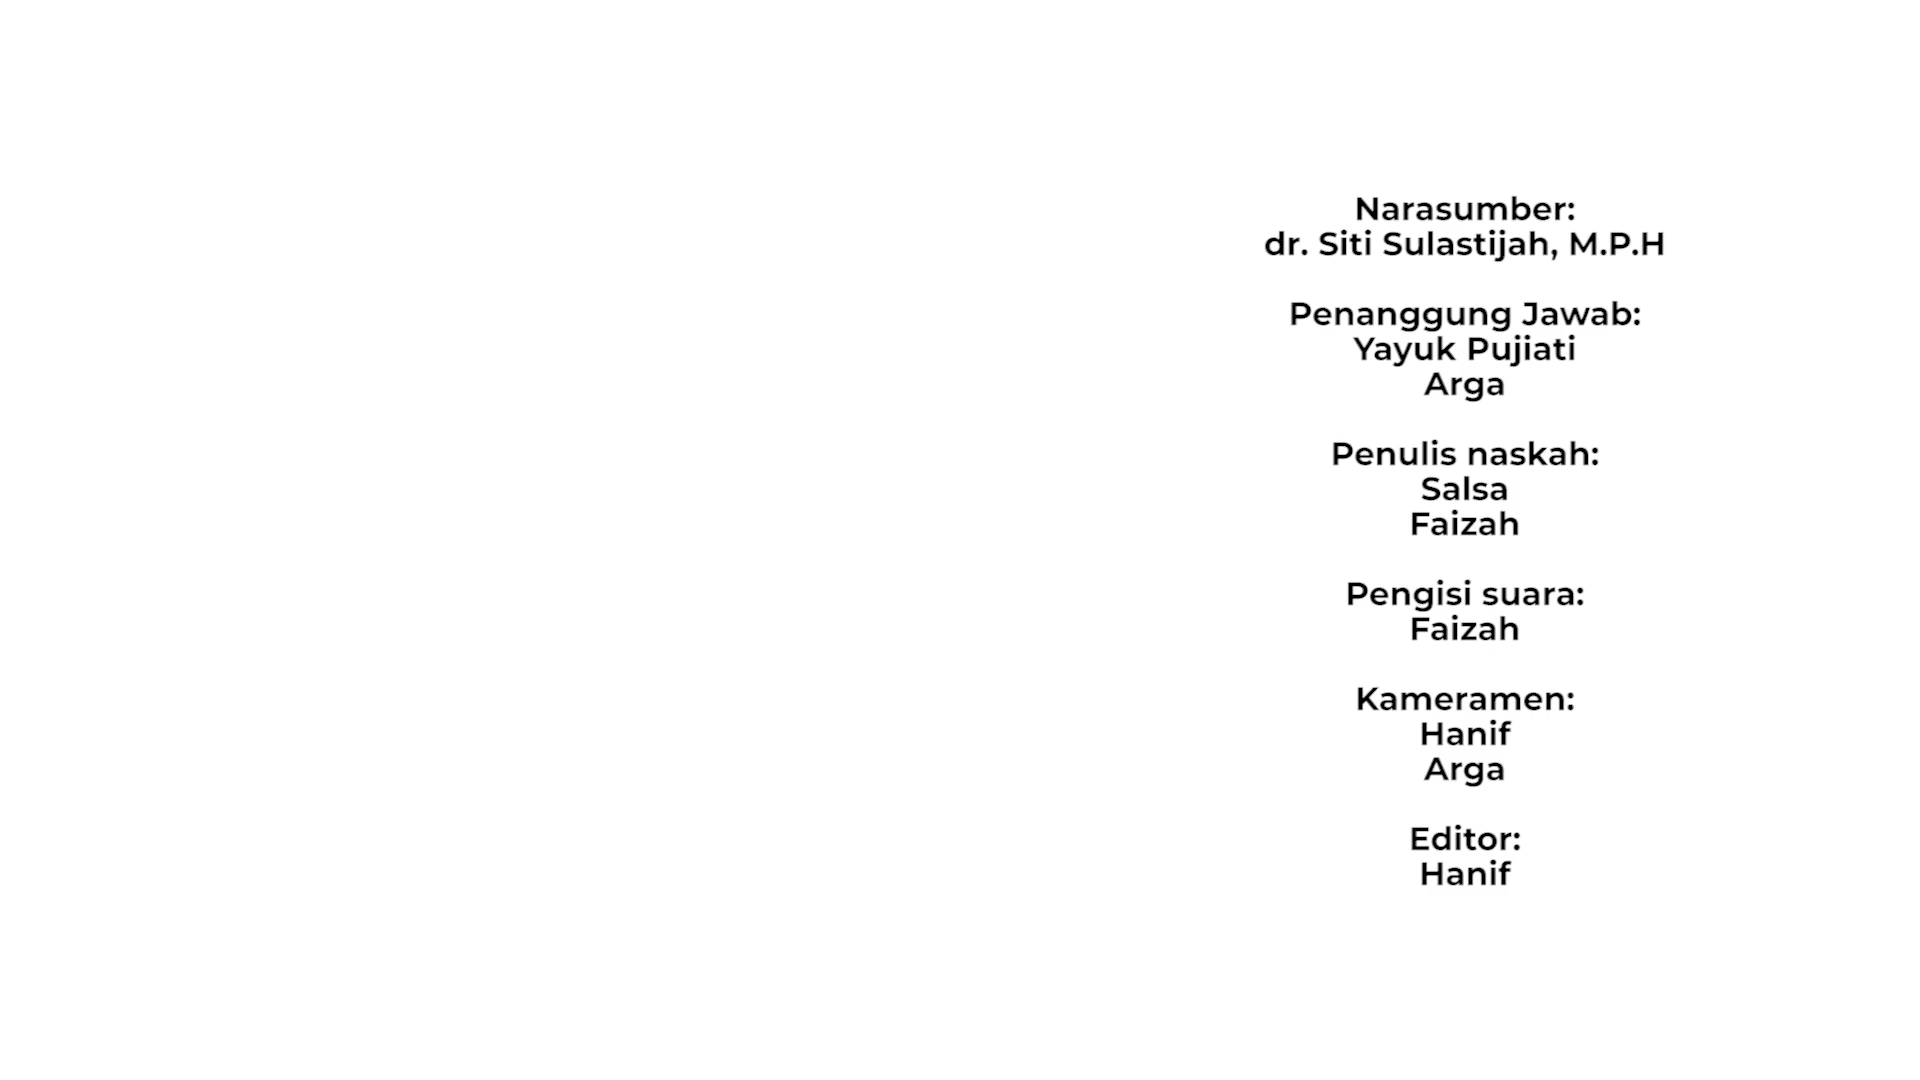 Narasumber:
dr. Siti Sulastijah, M.P.H
Penanggung Jawab:
Yayuk Pujiati
Arga
Penulis naskah:
Salsa
Faizah
Pengisi suara:
Faizah
Kameramen:
Hanif
Arga
Editor:
Hanif